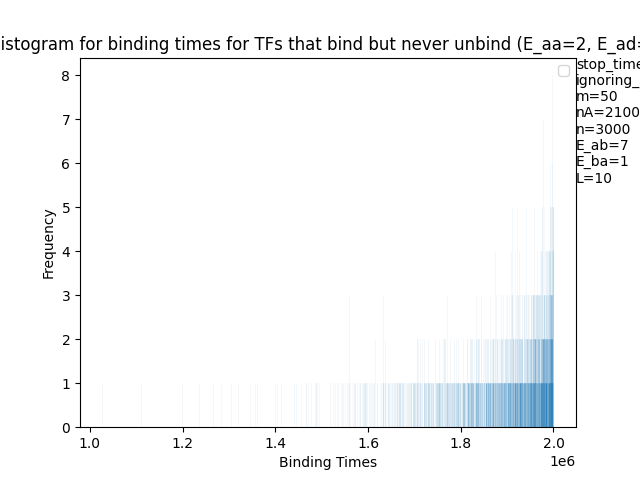 istogram for binding times for TFs that bind but never unbind (E_aa=2, E_ad=
stop_time
ignoring_
m=50
nA=2100
n=3000
E_ab=7
E_ba=1
L=10
Frequency
8
7
6
5
4
3
2
1
0
1.0 1.2 1.4 1.6 1.8 2.0
1e6
Binding Times